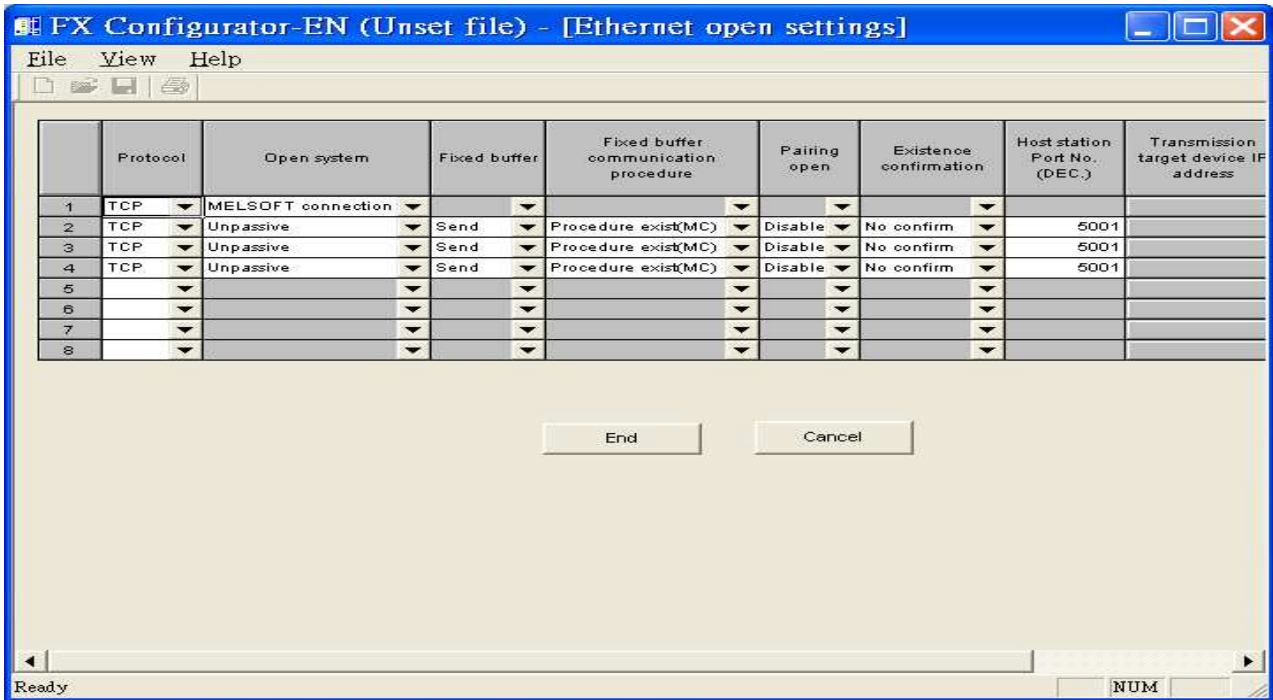 FX Configurator-EN (Unset file) - [Ethernet open settings]
File View Help
Protocol Open system Fixed buffer Fixed buffer communication procedure Pairing open Existence confirmation Host station Port No. (DEC.) Transmission target device IP address
1 TCP MELSOFT connection
2 TCP Unpassive Send Procedure exist(MC) Disable No confirm 5001
3 TCP Unpassive Send Procedure exist(MC) Disable No confirm 5001
4 TCP Unpassive Send Procedure exist(MC) Disable No confirm 5001
5
6
7
8
End Cancel
Ready NUM